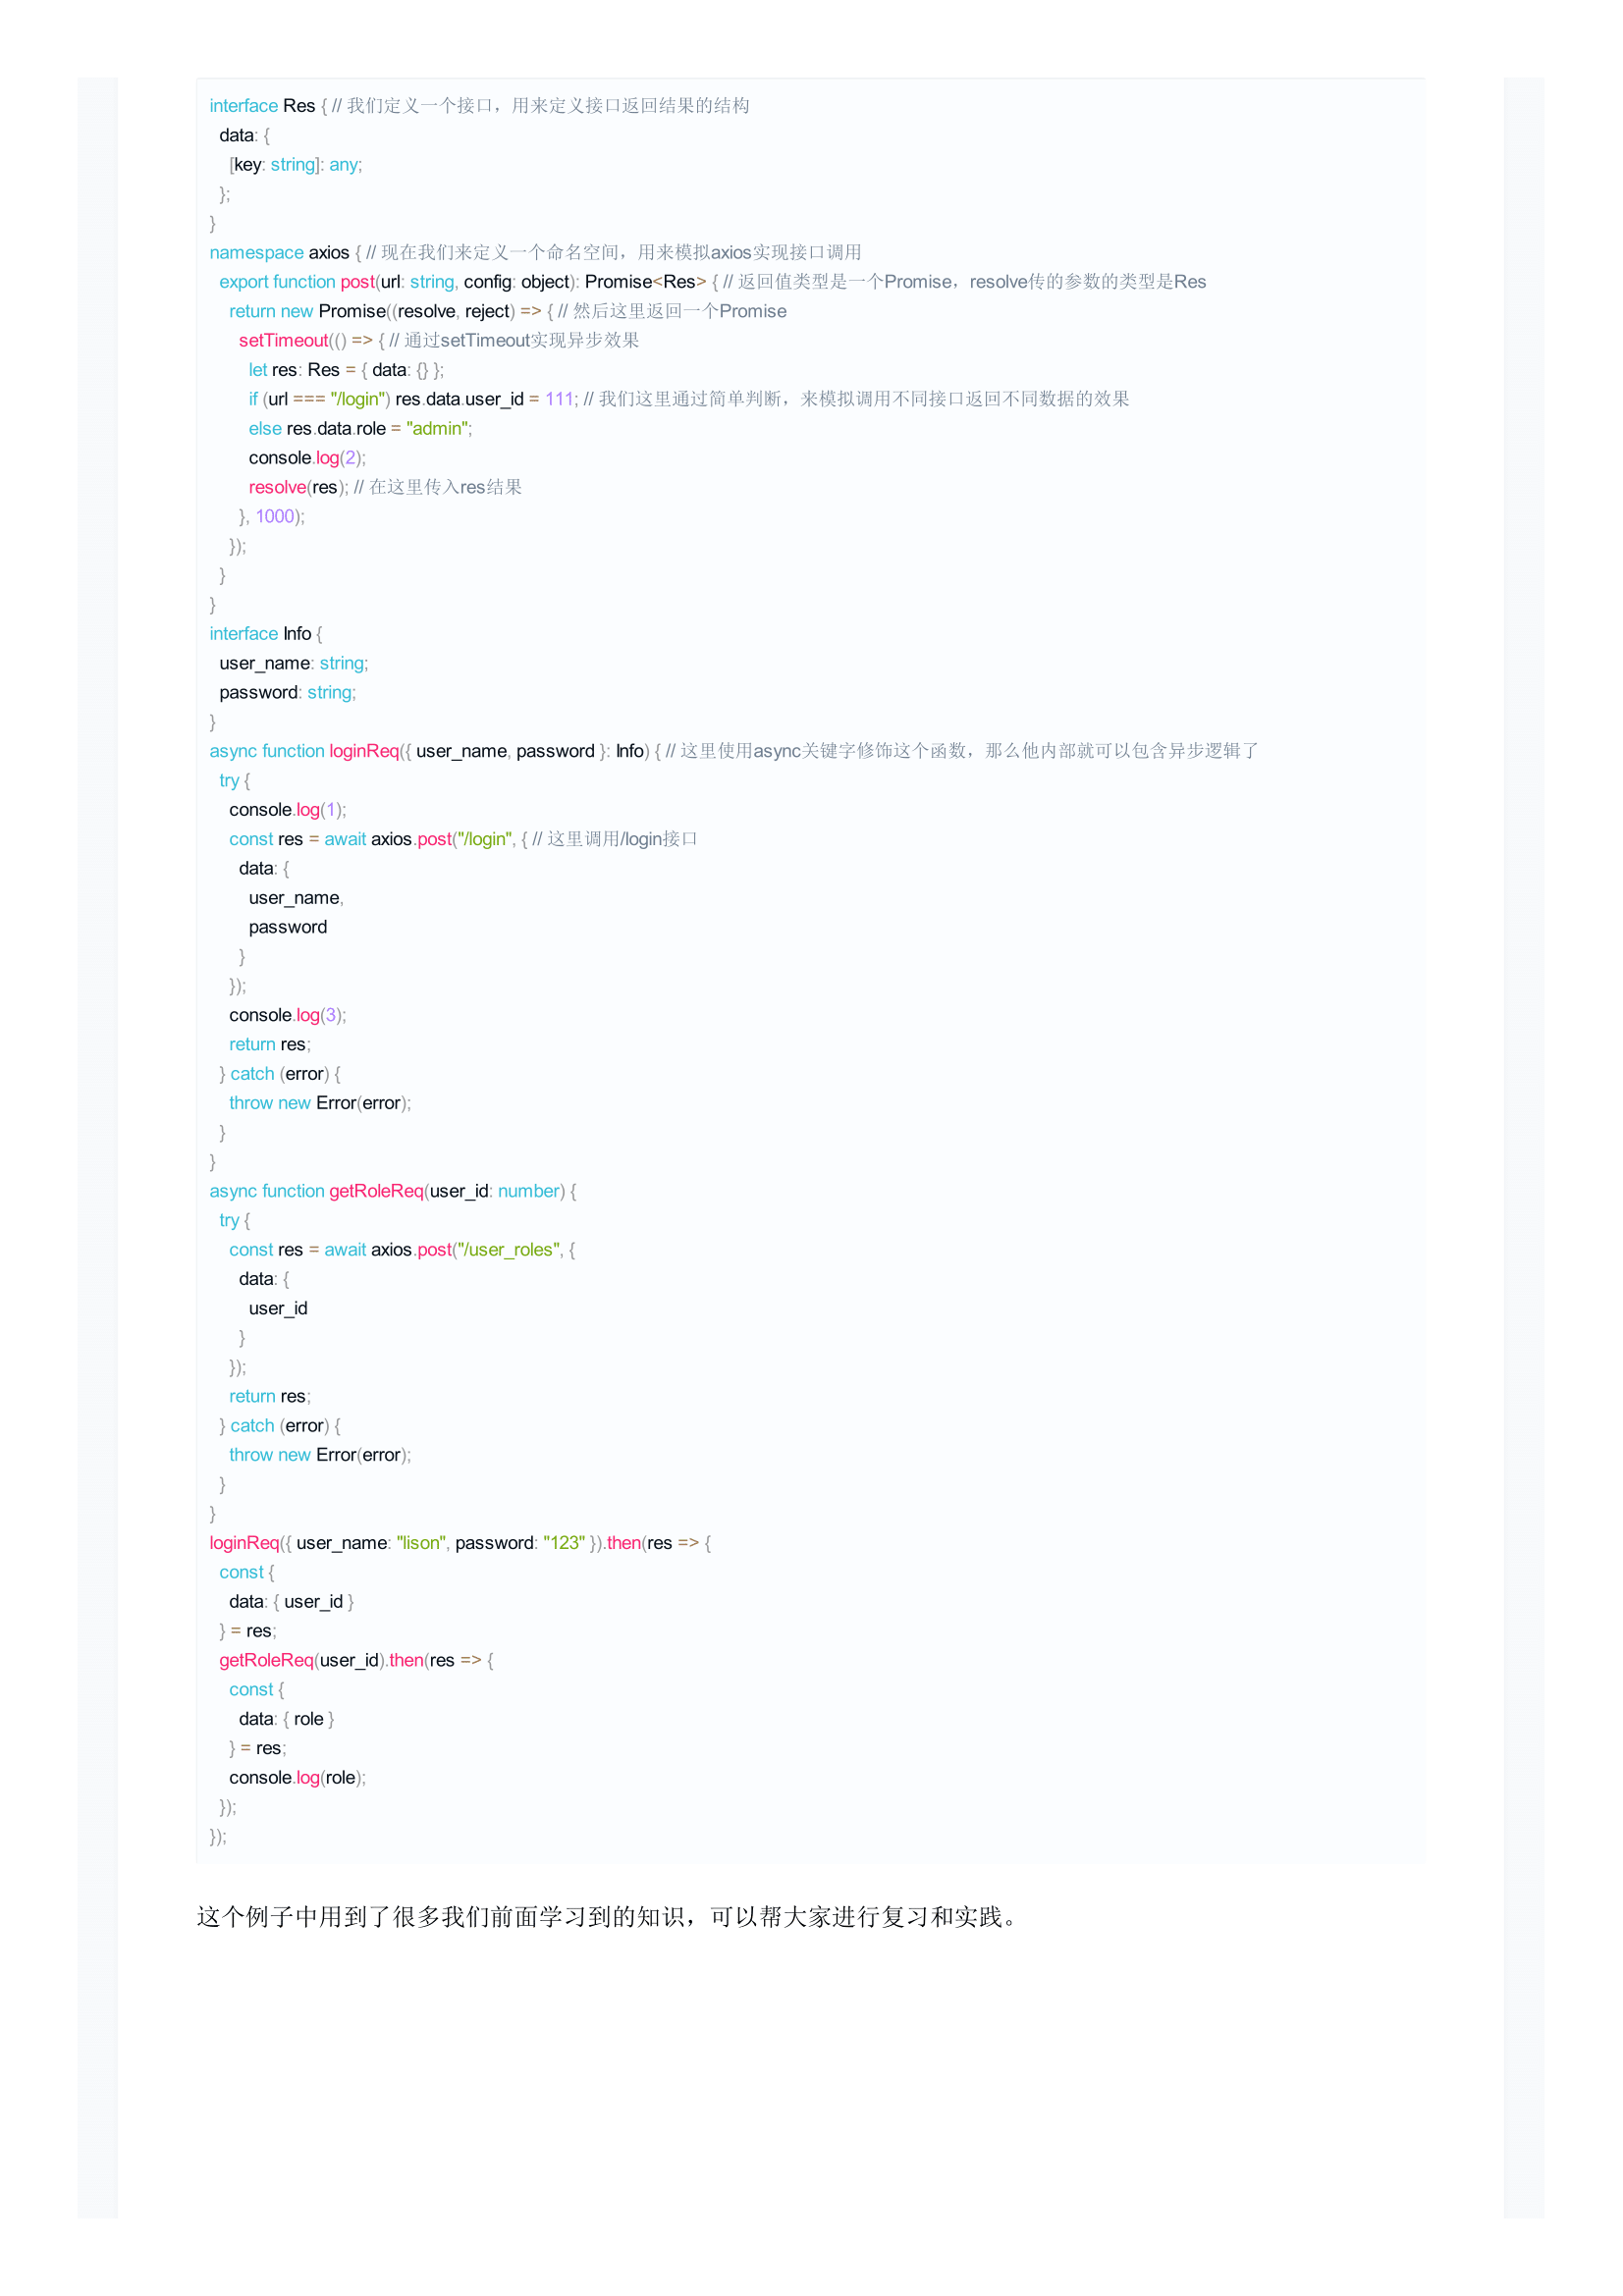 interface Res { // 我们定义一个接口，用来定义接口返回结果的结构
  data: {
    [key: string]: any;
  };
}
namespace axios { // 现在我们来定义一个命名空间，用来模拟axios实现接口调用
  export function post(url: string, config: object): Promise<Res> { // 返回值类型是一个Promise，resolve传的参数的类型是Res
    return new Promise((resolve, reject) => { // 然后这里返回一个Promise
      setTimeout(() => { // 通过setTimeout实现异步效果
        let res: Res = { data: {} };
        if (url === "/login") res.data.user_id = 111; // 我们这里通过简单判断，来模拟调用不同接口返回不同数据的效果
        else res.data.role = "admin";
        console.log(2);
        resolve(res); // 在这里传入res结果
      }, 1000);
    });
  }
}
interface Info {
  user_name: string;
  password: string;
}
async function loginReq({ user_name, password }: Info) { // 这里使用async关键字修饰这个函数，那么他内部就可以包含异步逻辑了
  try {
    console.log(1);
    const res = await axios.post("/login", { // 这里调用/login接口
      data: {
        user_name,
        password
      }
    });
    console.log(3);
    return res;
  } catch (error) {
    throw new Error(error);
  }
}
async function getRoleReq(user_id: number) {
  try {
    const res = await axios.post("/user_roles", {
      data: {
        user_id
      }
    });
    return res;
  } catch (error) {
    throw new Error(error);
  }
}
loginReq({ user_name: "lison", password: "123" }).then(res => {
  const {
    data: { user_id }
  } = res;
  getRoleReq(user_id).then(res => {
    const {
      data: { role }
    } = res;
    console.log(role);
  });
});
这个例子中用到了很多我们前面学习到的知识，可以帮大家进行复习和实践。